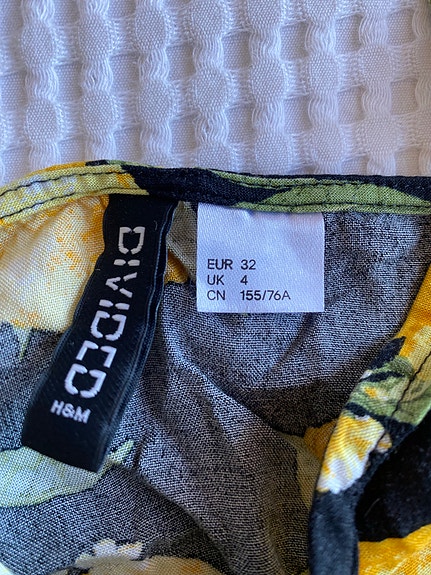 DIVIDED
H&M
EUR 32
UK 4
CN 155/76A